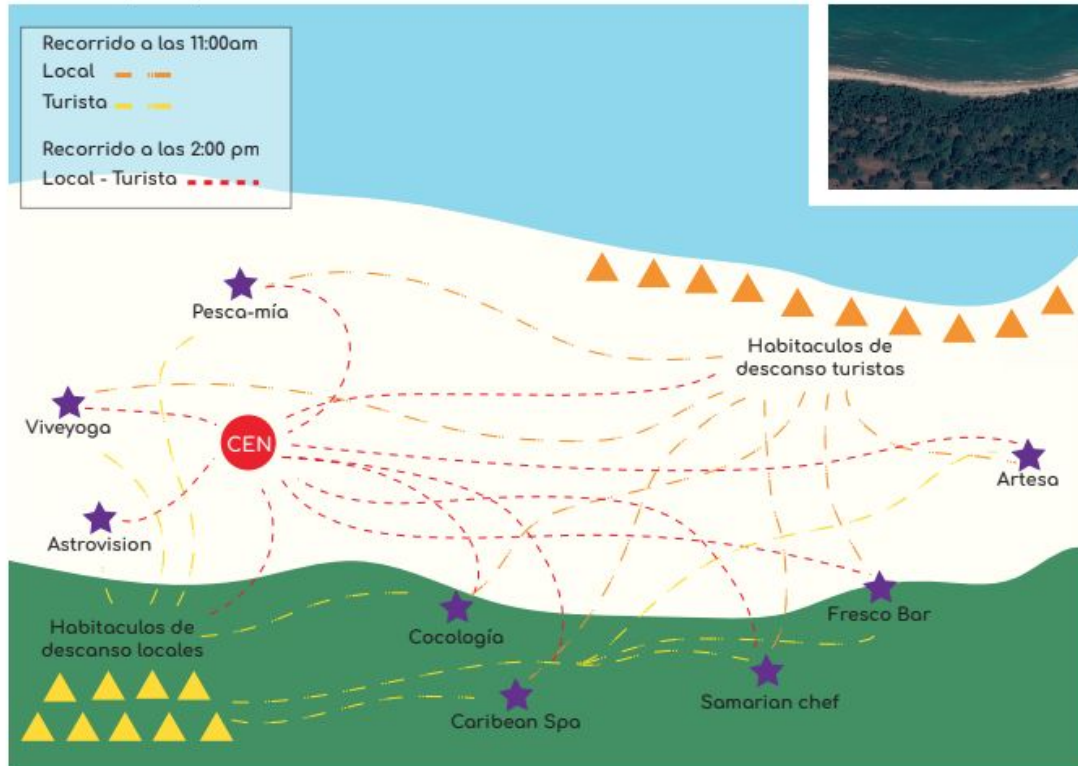 Recorrido a las 11:00am
Local
Turista
Recorrido a las 2:00 pm
Local - Turista
Pesca-mía
Habitaculos de
descanso turistas
Viveyoga
CEN
Artesa
Astrovision
Habitaculos de
descanso locales
Cocología
Fresco Bar
Caribean Spa
Samarian chef